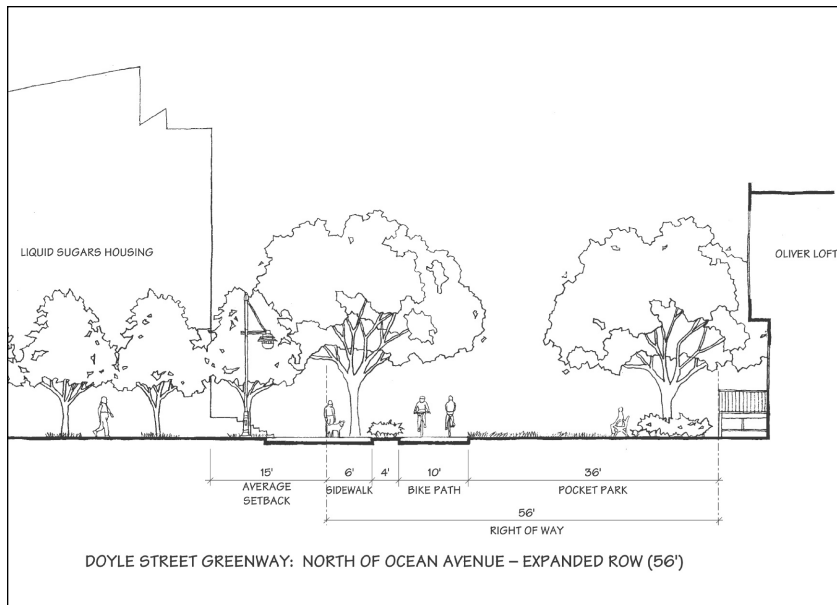 LIQUID SUGARS HOUSING
OLIVER LOFT
15' 6' 4' 10' 36'
AVERAGE SETBACK
SIDEWALK
BIKE PATH
POCKET PARK
56'
RIGHT OF WAY
DOYLE STREET GREENWAY: NORTH OF OCEAN AVENUE – EXPANDED ROW (56')